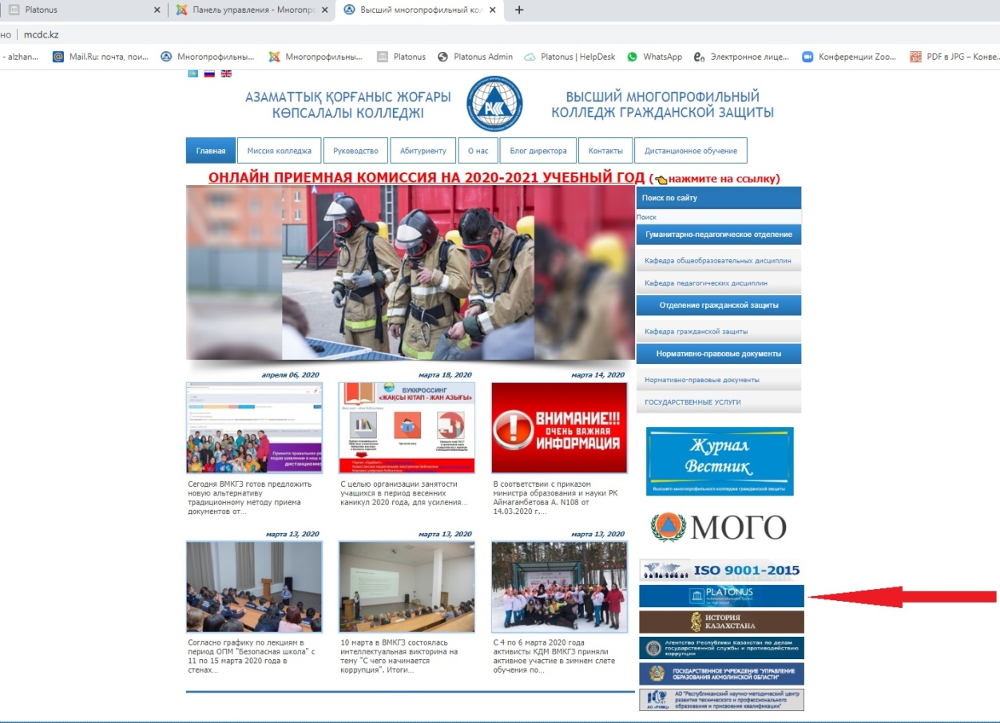 Platonus
Панель управления - Многопр
Высший многопрофильный ко
но
mcdc.kz
- alzhan...
Mail.Ru: почта, пои...
Многопрофильны...
Многопрофильны...
Platonus
Platonus Admin
Platonus | HelpDesk
WhatsApp
Электронное лице...
Конференции Zoo...
PDF в JPG – Конве...
АЗАМАТТЫҚ ҚОРҒАНЫС ЖОҒАРЫ
КӨПСАЛАЛЫ КОЛЛЕДЖІ
ВЫСШИЙ МНОГОПРОФИЛЬНЫЙ
КОЛЛЕДЖ ГРАЖДАНСКОЙ ЗАЩИТЫ
Главная
Миссия колледжа
Руководство
Абитуриенту
О нас
Блог директора
Контакты
Дистанционное обучение
ОНЛАЙН ПРИЕМНАЯ КОМИССИЯ НА 2020-2021 УЧЕБНЫЙ ГОД (нажмите на ссылку)
Поиск по сайту
Поиск
Гуманитарно-педагогическое отделение
Кафедра общеобразовательных дисциплин
Кафедра педагогических дисциплин
Отделение гражданской защиты
Кафедра гражданской защиты
Нормативно-правовые документы
Нормативно-правовые документы
ГОСУДАРСТВЕННЫЕ УСЛУГИ
апреля 06, 2020
Сегодня ВМКГЗ готов предложить
новую альтернативу
традиционному методу приема
документов от...
марта 18, 2020
БУККРОССИНГ
«ЖАҚСЫ КІТАП - ЖАН АЗЫҒЫ»
С целью организации занятости
учащихся в период весенних
каникул 2020 года, для усиления...
марта 14, 2020
ВНИМАНИЕ!!!
ОЧЕНЬ ВАЖНАЯ
ИНФОРМАЦИЯ
В соответствии с приказом
министра образования и науки РК
Аймагамбетова А. N108 от
14.03.2020 г....
марта 13, 2020
Согласно графику по лекциям в
период ОПМ "Безопасная школа" с
11 по 15 марта 2020 года в
стенах...
марта 13, 2020
10 марта в ВМКГЗ состоялась
интеллектуальная викторина на
тему "С чего начинается
коррупция". Итоги...
марта 13, 2020
С 4 по 6 марта 2020 года
активисты КДМ ВМКГЗ приняли
активное участие в зимнем слете
обучения по...
Журнал
Вестник
Высшего многопрофильного колледжа гражданской защиты
МОГО
ISO 9001-2015
PLATONUS
ИСТОРИЯ
КАЗАХСТАНА
Агентство Республики Казахстан по делам
государственной службы и противодействию
коррупции
ГОСУДАРСТВЕННОЕ УЧРЕЖДЕНИЕ "УПРАВЛЕНИЕ
ОБРАЗОВАНИЯ АКМОЛИНСКОЙ ОБЛАСТИ"
АО "Республиканский научно-методический центр
развития технического и профессионального
образования и присвоения квалификации"